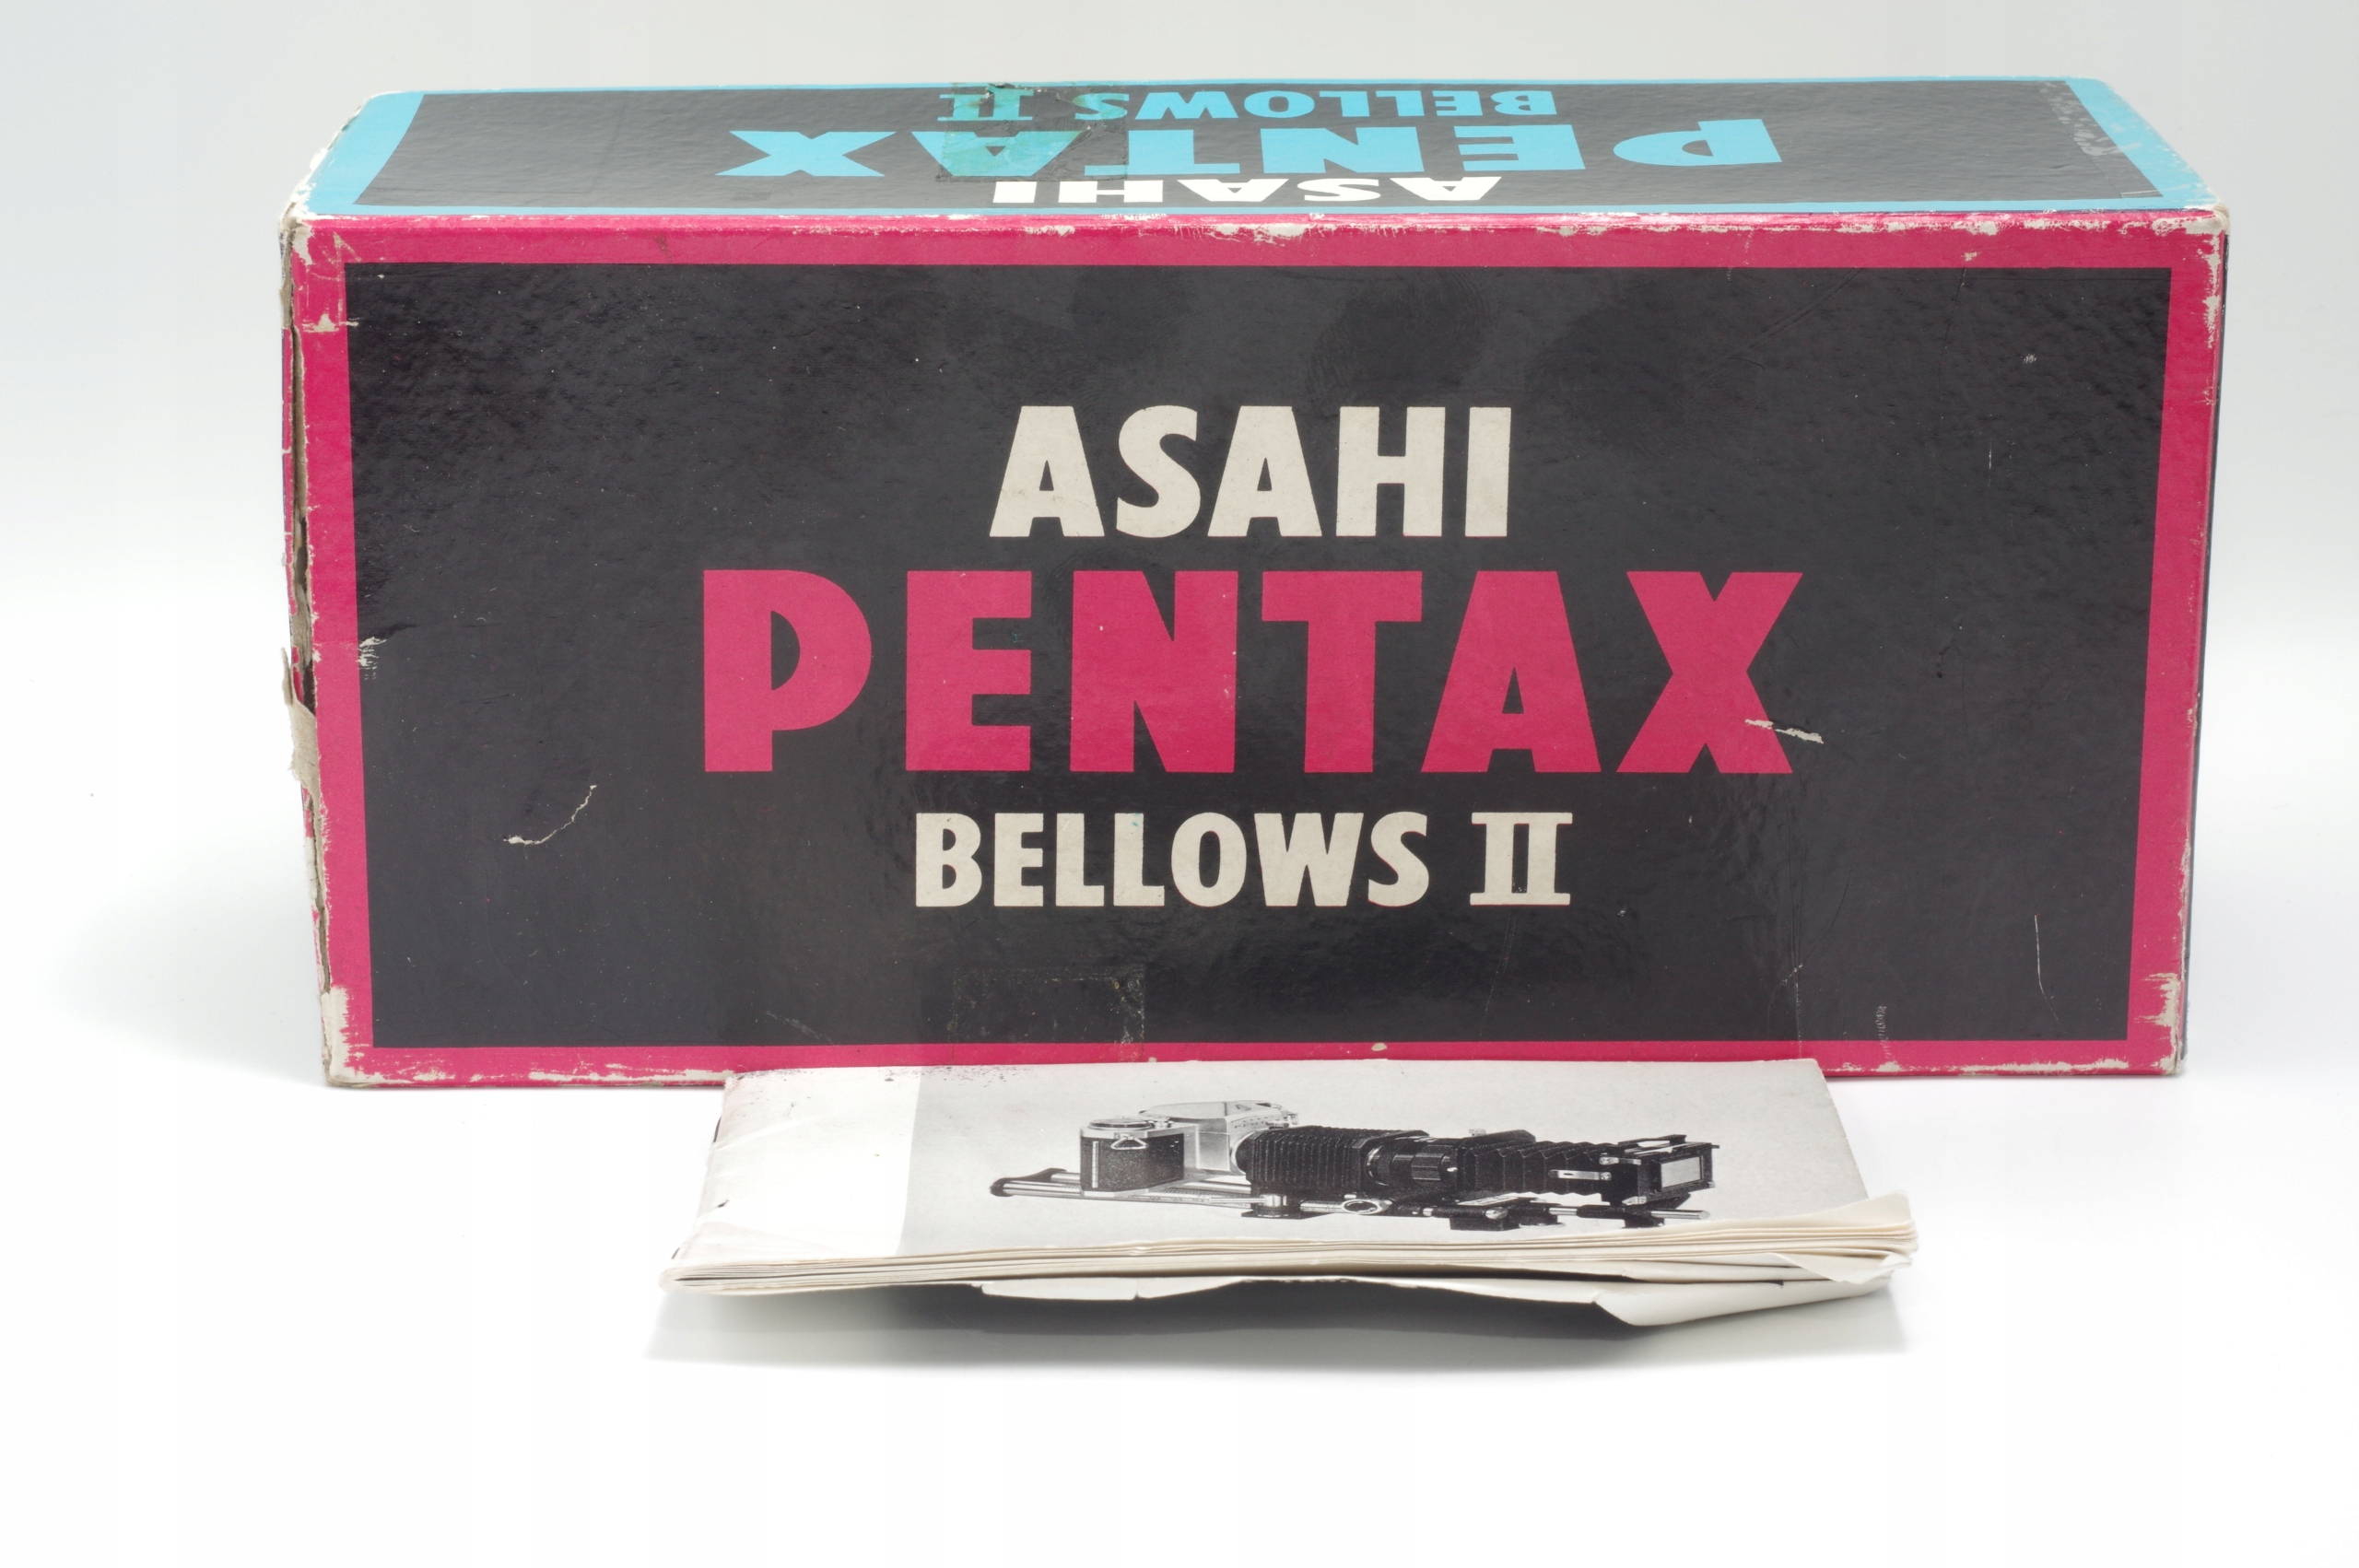 BELLOWS II
PENTAX
ASAHI
ASAHI
PENTAX
BELLOWS II